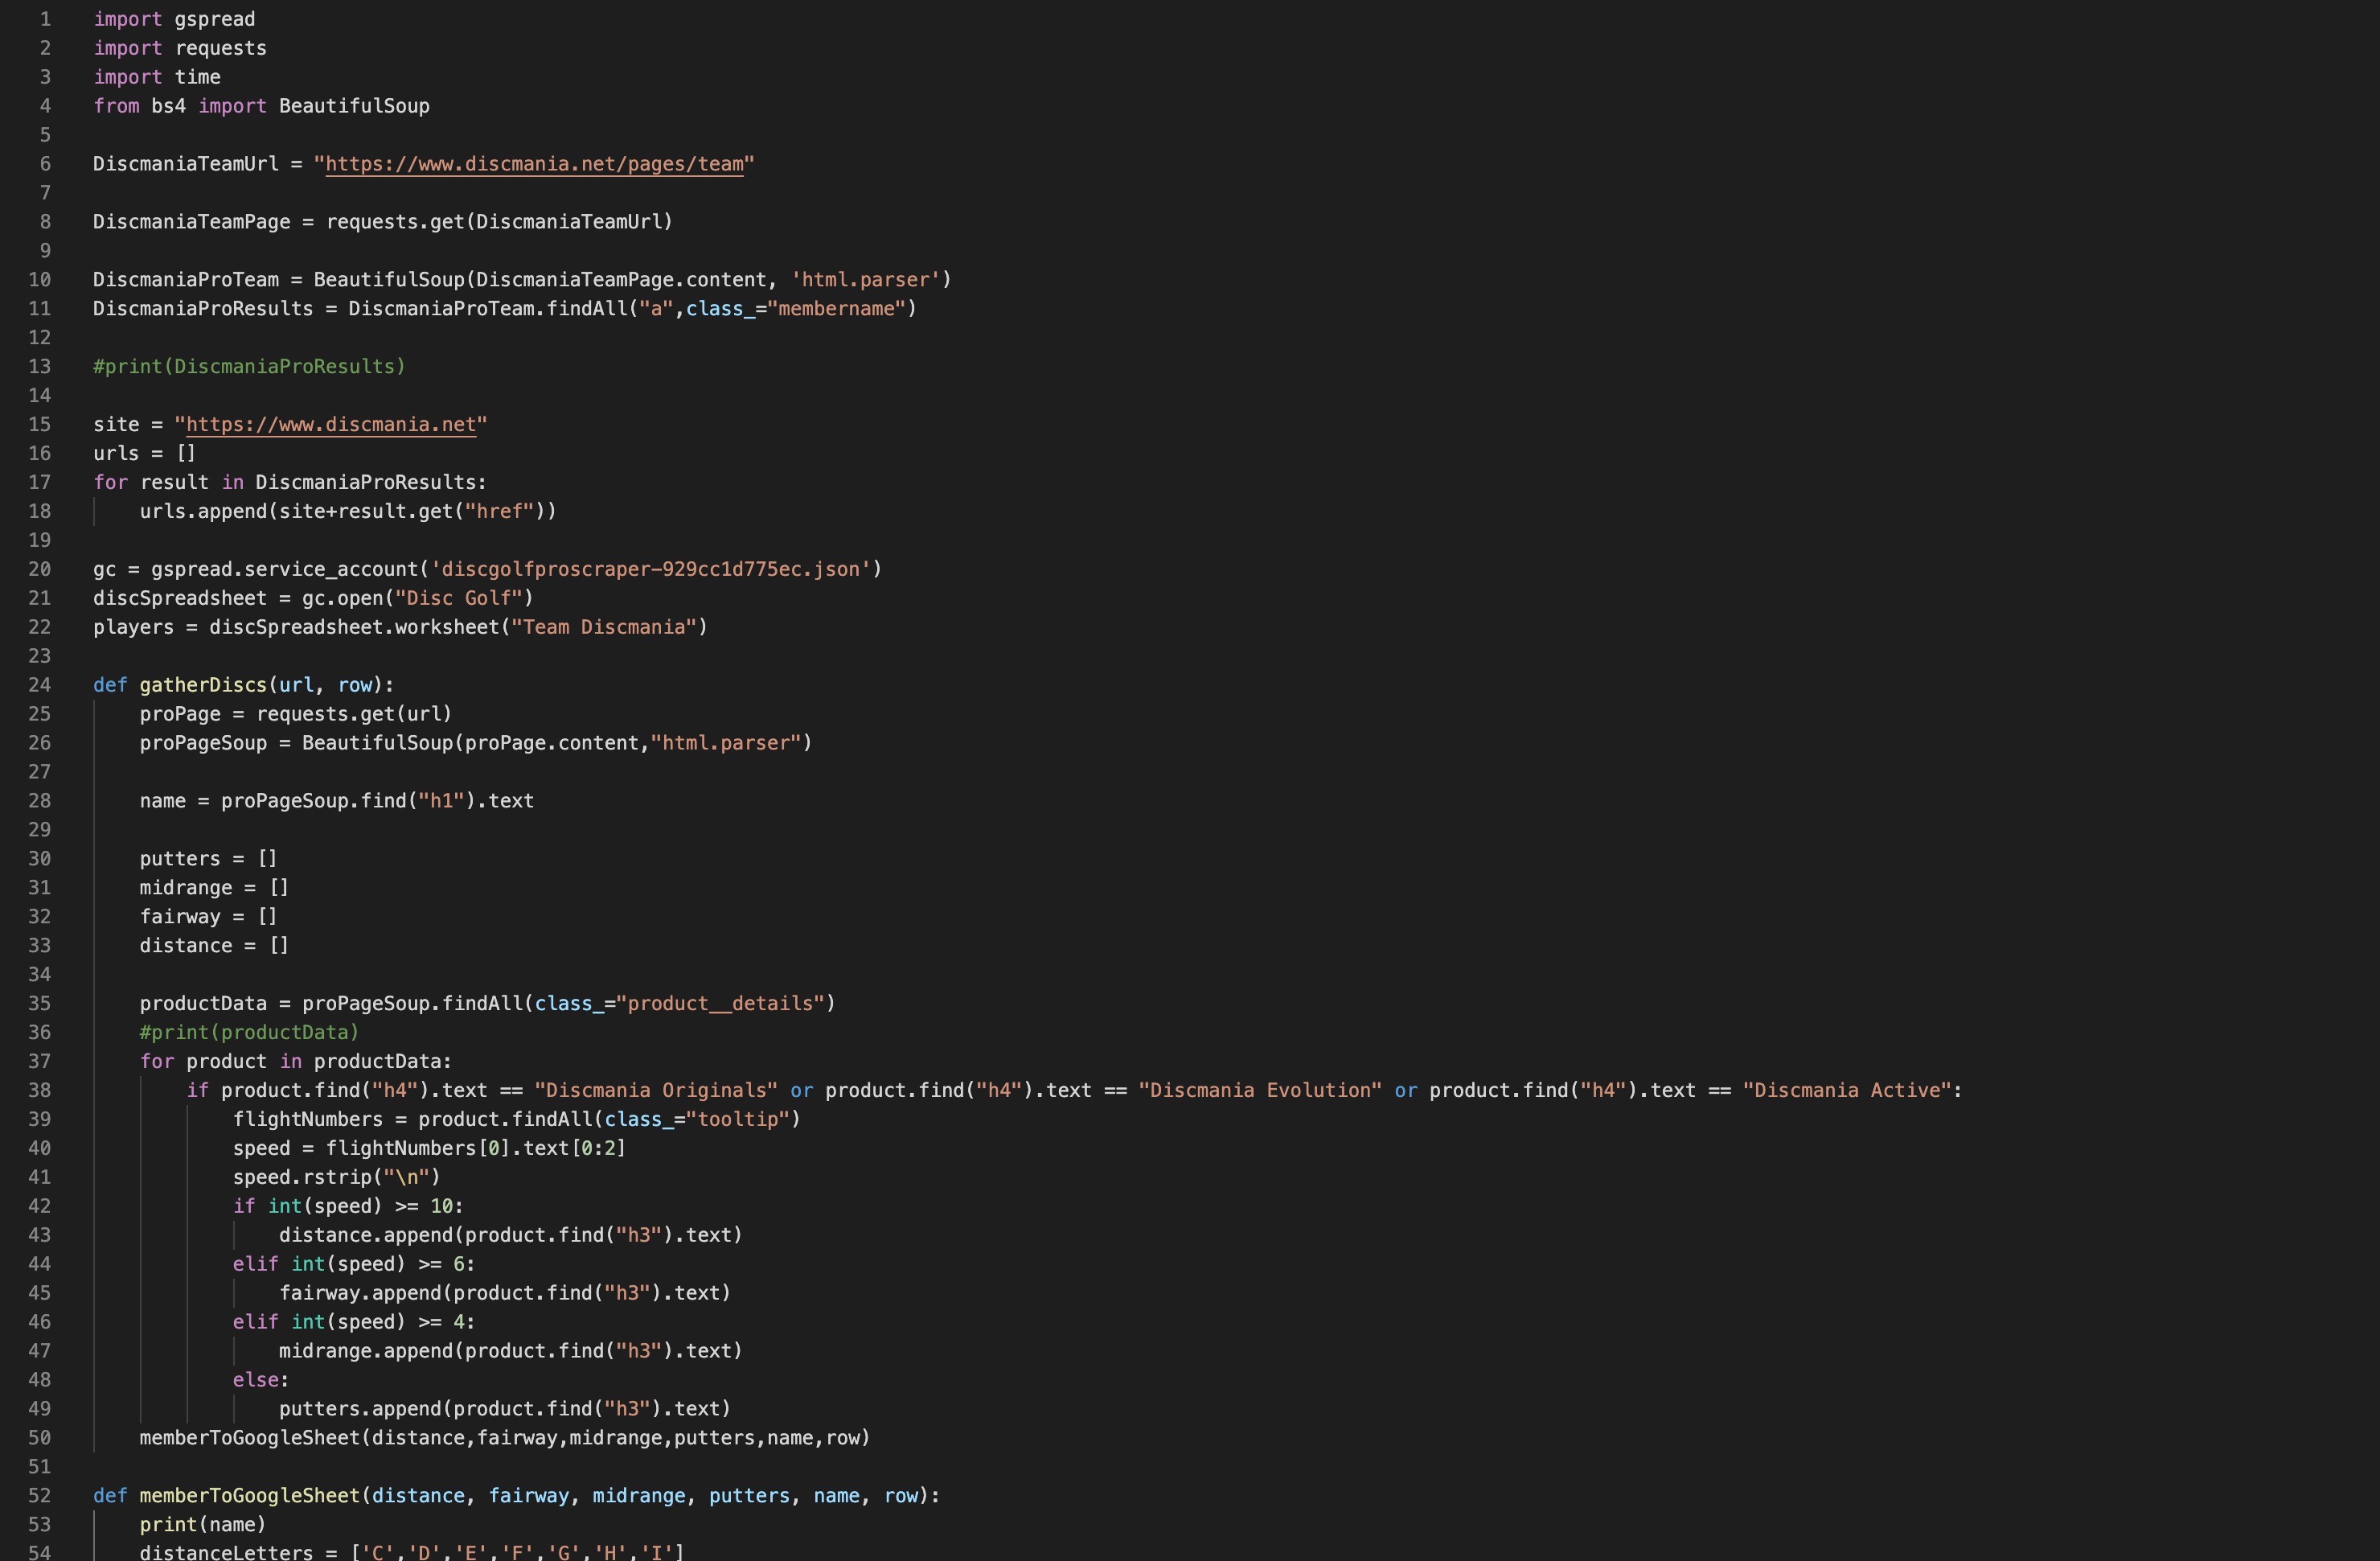 1 import gspread
2 import requests
3 import time
4 from bs4 import BeautifulSoup
5
6 DiscmaniaTeamUrl = "https://www.discmania.net/pages/team"
7
8 DiscmaniaTeamPage = requests.get(DiscmaniaTeamUrl)
9
10 DiscmaniaProTeam = BeautifulSoup(DiscmaniaTeamPage.content, 'html.parser')
11 DiscmaniaProResults = DiscmaniaProTeam.findAll("a",class_="membername")
12
13 #print(DiscmaniaProResults)
14
15 site = "https://www.discmania.net"
16 urls = []
17 for result in DiscmaniaProResults:
18     urls.append(site+result.get("href"))
19
20 gc = gspread.service_account('discgolfproscraper-929cc1d775ec.json')
21 discSpreadsheet = gc.open("Disc Golf")
22 players = discSpreadsheet.worksheet("Team Discmania")
23
24 def gatherDiscs(url, row):
25     proPage = requests.get(url)
26     proPageSoup = BeautifulSoup(proPage.content,"html.parser")
27
28     name = proPageSoup.find("h1").text
29
30     putters = []
31     midrange = []
32     fairway = []
33     distance = []
34
35     productData = proPageSoup.findAll(class_="product__details")
36     #print(productData)
37     for product in productData:
38         if product.find("h4").text == "Discmania Originals" or product.find("h4").text == "Discmania Evolution" or product.find("h4").text == "Discmania Active":
39             flightNumbers = product.findAll(class_="tooltip")
40             speed = flightNumbers[0].text[0:2]
41             speed.rstrip("\n")
42             if int(speed) >= 10:
43                 distance.append(product.find("h3").text)
44             elif int(speed) >= 6:
45                 fairway.append(product.find("h3").text)
46             elif int(speed) >= 4:
47                 midrange.append(product.find("h3").text)
48             else:
49                 putters.append(product.find("h3").text)
50     memberToGoogleSheet(distance,fairway,midrange,putters,name,row)
51
52 def memberToGoogleSheet(distance, fairway, midrange, putters, name, row):
53     print(name)
54     distanceLetters = ['C','D','E','F','G','H','I']